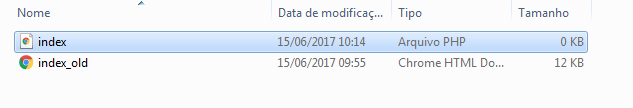 Nome Data de modificaç... Tipo Tamanho
index 15/06/2017 10:14 Arquivo PHP 0 KB
index_old 15/06/2017 09:55 Chrome HTML Do... 12 KB